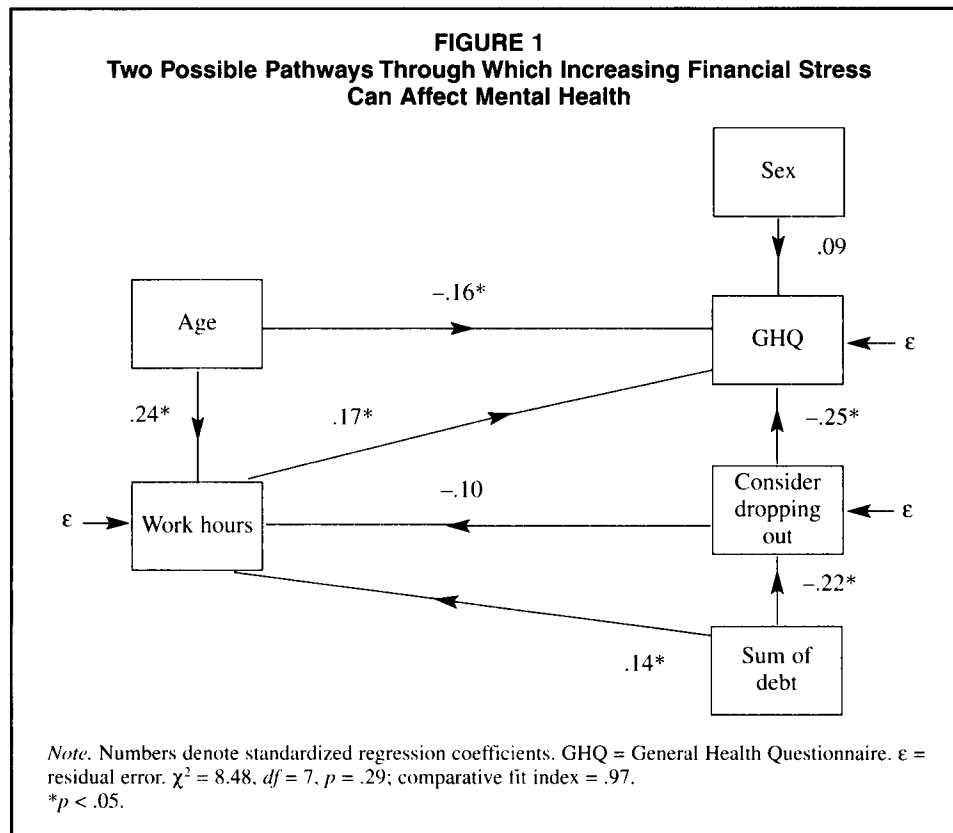 FIGURE 1
Two Possible Pathways Through Which Increasing Financial Stress
Can Affect Mental Health
Sex
.09
Age
–.16*
GHQ
ε
.24*
.17*
–.25*
ε
Work hours
–.10
Consider
dropping
out
ε
–.22*
.14*
Sum of
debt
Note. Numbers denote standardized regression coefficients. GHQ = General Health Questionnaire. ε =
residual error. χ² = 8.48, df = 7, p = .29; comparative fit index = .97.
*p < .05.